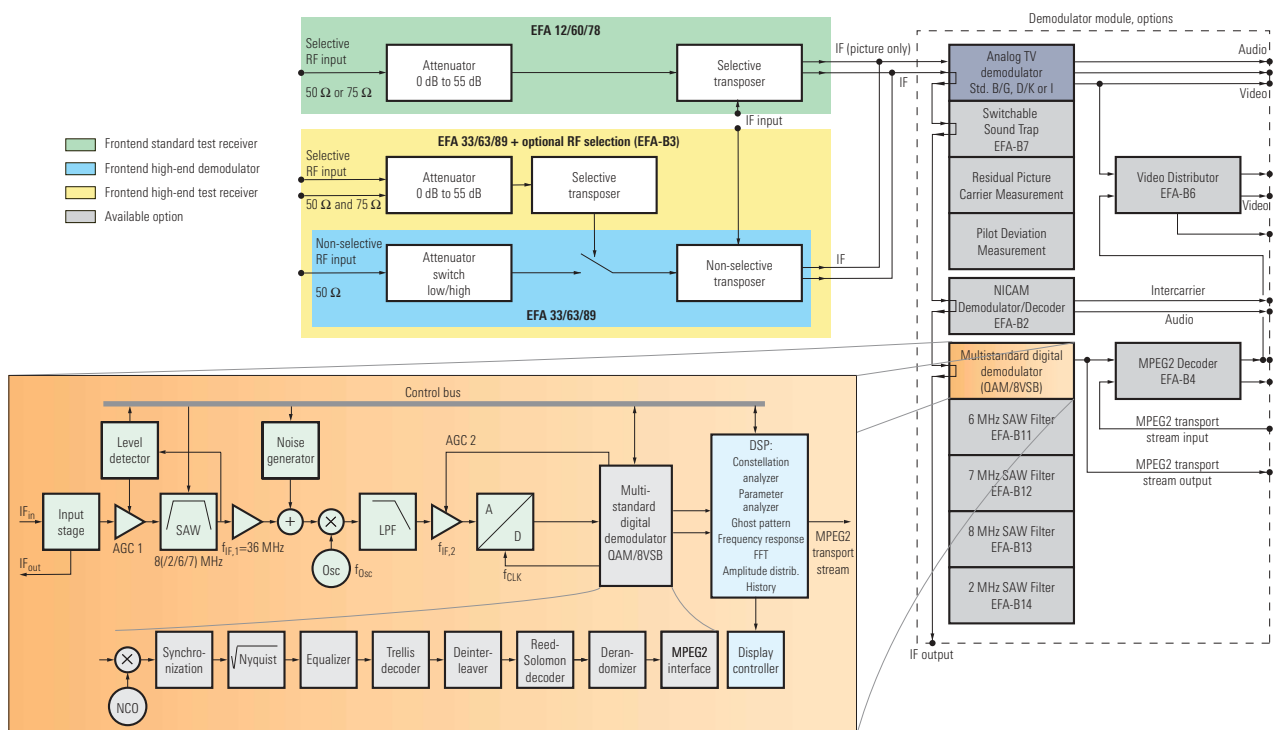 EFA 12/60/78
Selective
RF input
50 Ω or 75 Ω
Attenuator
0 dB to 55 dB
Selective
transposer
IF (picture only)
IF
IF input
Frontend standard test receiver
Frontend high-end demodulator
Frontend high-end test receiver
Available option
EFA 33/63/89 + optional RF selection (EFA-B3)
Selective
RF input
50 Ω and 75 Ω
Attenuator
0 dB to 55 dB
Selective
transposer
Non-selective
RF input
50 Ω
Attenuator
switch
low/high
Non-selective
transposer
IF
EFA 33/63/89
Demodulator module, options
Analog TV
demodulator
Std. B/G, D/K or I
Audio
Video
Switchable
Sound Trap
EFA-B7
Residual Picture
Carrier Measurement
Pilot Deviation
Measurement
Video Distributor
EFA-B6
Video
NICAM
Demodulator/Decoder
EFA-B2
Intercarrier
Audio
Multistandard digital
demodulator
(QAM/8VSB)
MPEG2 Decoder
EFA-B4
6 MHz SAW Filter
EFA-B11
MPEG2 transport
stream input
7 MHz SAW Filter
EFA-B12
MPEG2 transport
stream output
8 MHz SAW Filter
EFA-B13
2 MHz SAW Filter
EFA-B14
IF output
Control bus
Level
detector
Noise
generator
AGC 2
IFin
Input
stage
IFout
AGC 1
SAW
8(/2/6/7) MHz
fIF,1=36 MHz
+
×
Osc
fOsc
LPF
fIF,2
A
D
fCLK
Multi-
standard
digital
demodulator
QAM/8VSB
DSP:
Constellation
analyzer
Parameter
analyzer
Ghost pattern
Frequency response
FFT
Amplitude distrib.
History
MPEG2
transport
stream
×
NCO
Synchro-
nization
√Nyquist
Equalizer
Trellis
decoder
Deinter-
leaver
Reed-
Solomon
decoder
Deran-
domizer
MPEG2
interface
Display
controller